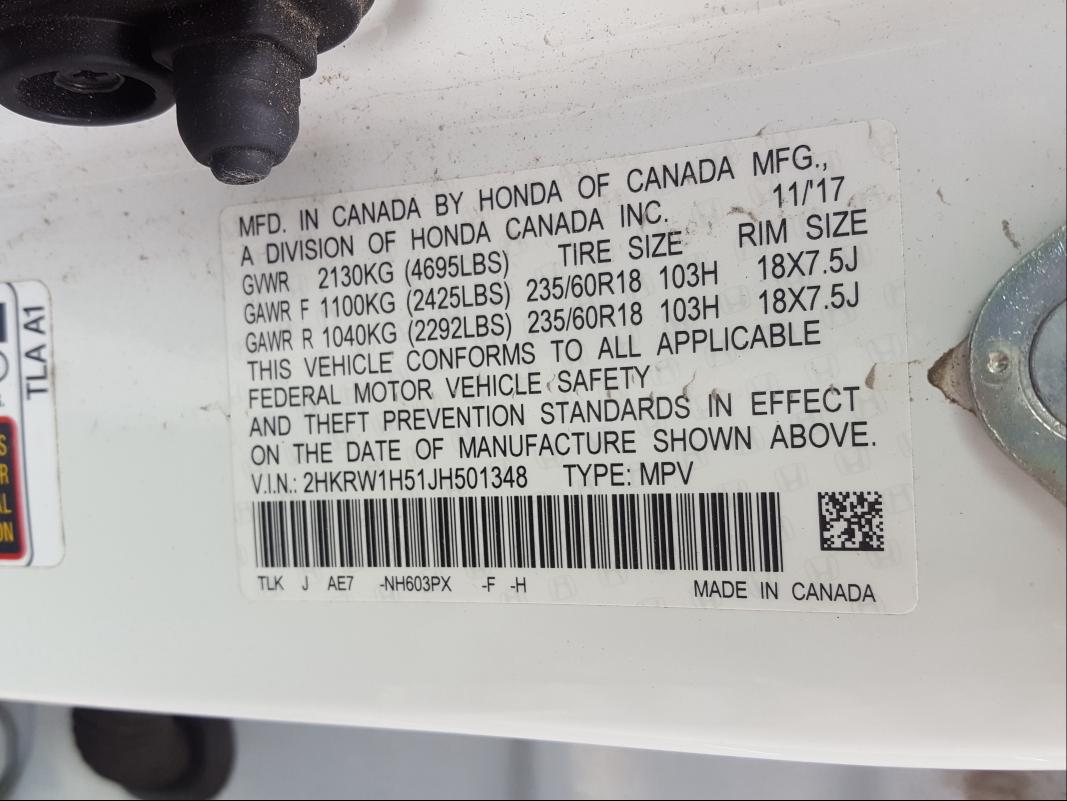 MFD. IN CANADA BY HONDA OF CANADA MFG.,
A DIVISION OF HONDA CANADA INC. 11/'17
GVWR 2130KG (4695LBS) TIRE SIZE RIM SIZE
GAWR F 1100KG (2425LBS) 235/60R18 103H 18X7.5J
GAWR R 1040KG (2292LBS) 235/60R18 103H 18X7.5J
THIS VEHICLE CONFORMS TO ALL APPLICABLE
FEDERAL MOTOR VEHICLE SAFETY
AND THEFT PREVENTION STANDARDS IN EFFECT
ON THE DATE OF MANUFACTURE SHOWN ABOVE.
V.I.N.: 2HKRW1H51JH501348 TYPE: MPV
TLK J AE7 -NH603PX -F -H MADE IN CANADA
TLA A1